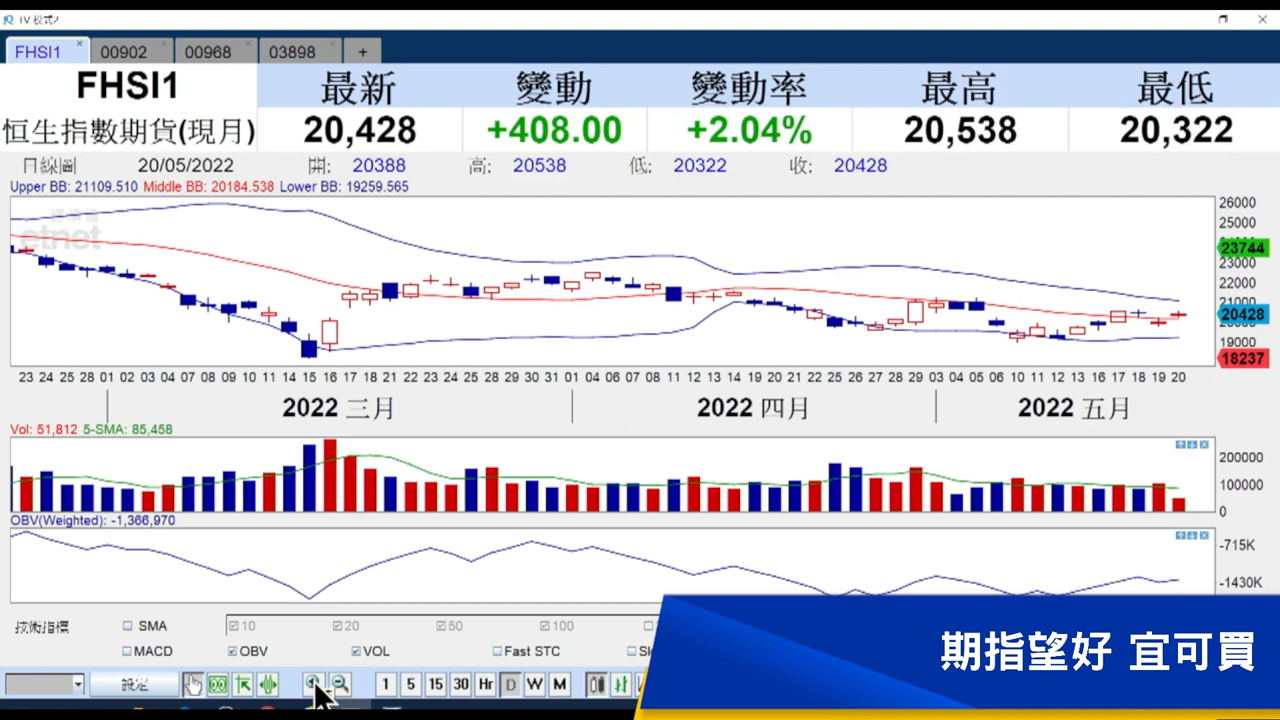 TV 模式2
FHSI1 00902 00968 03898 +
FHSI1 最新 變動 變動率 最高 最低
恒生指數期貨(現月) 20,428 +408.00 +2.04% 20,538 20,322
日線圖 20/05/2022 開: 20388 高: 20538 低: 20322 收: 20428
Upper BB: 21109.510 Middle BB: 20184.538 Lower BB: 19259.565
經濟通
etnet
26000
25000
23744
23000
22000
21000
20428
19000
18237
23 24 25 28 01 02 03 04 07 08 09 10 11 14 15 16 17 18 21 22 23 24 25 28 29 30 31 01 04 06 07 08 11 12 13 14 19 20 21 22 25 26 27 28 29 03 04 05 06 10 11 12 13 16 17 18 19 20
2022 三月 2022 四月 2022 五月
Vol: 51,812 5-SMA: 85,458
200000
100000
0
OBV(Weighted): -1,366,970
-715K
-1430K
技術指標 SMA 10 20 50 100
MACD OBV VOL Fast STC
期指望好 宜可買
設定 1 5 15 30 Hr D W M